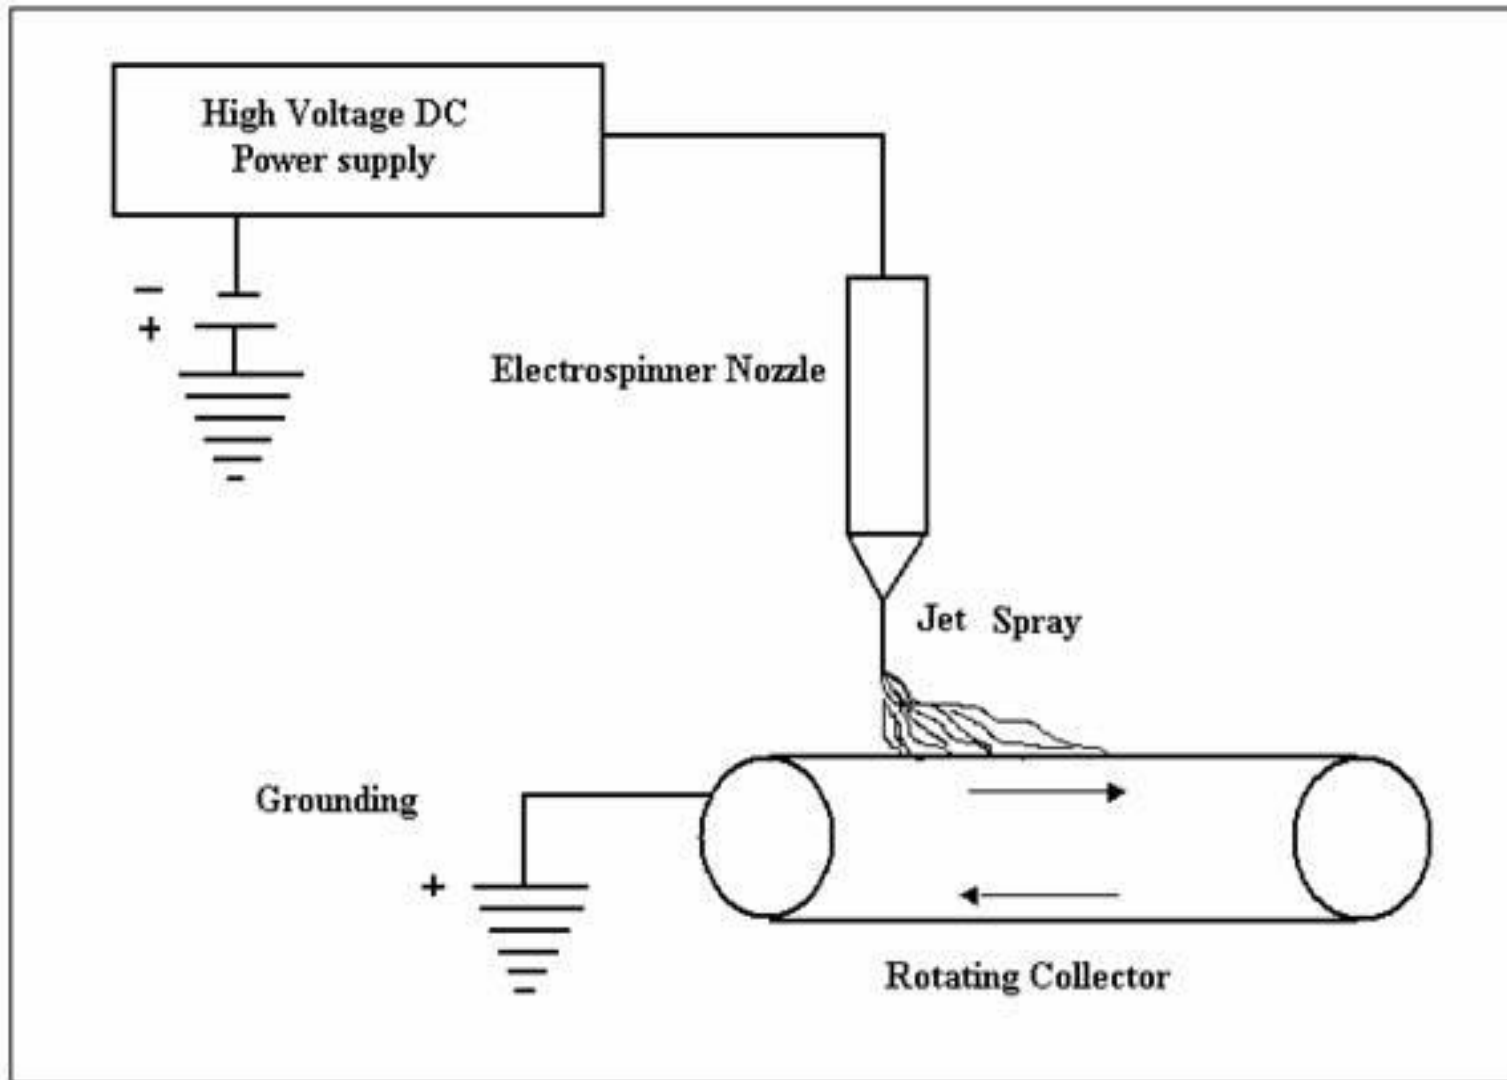 High Voltage DC
Power supply
−
+
Electrospinner Nozzle
Jet Spray
Grounding
+
Rotating Collector